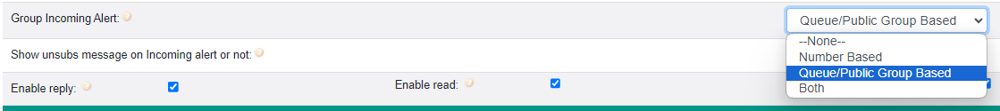 Group Incoming Alert:
Queue/Public Group Based
--None--
Show unsubs message on Incoming alert or not:
Number Based
Queue/Public Group Based
Enable reply:
Enable read:
Both